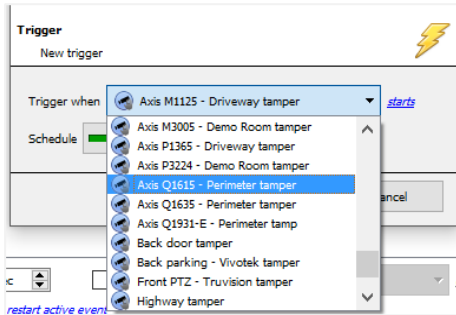 Trigger
New trigger
Trigger when Axis M1125 - Driveway tamper starts
Axis M3005 - Demo Room tamper
Schedule
Axis P1365 - Driveway tamper
Axis P3224 - Demo Room tamper
Axis Q1615 - Perimeter tamper
Axis Q1635 - Perimeter tamper
ancel
Axis Q1931-E - Perimeter tamp
Back door tamper
Back parking - Vivotek tamper
Front PTZ - Truvision tamper
Highway tamper
restart active event